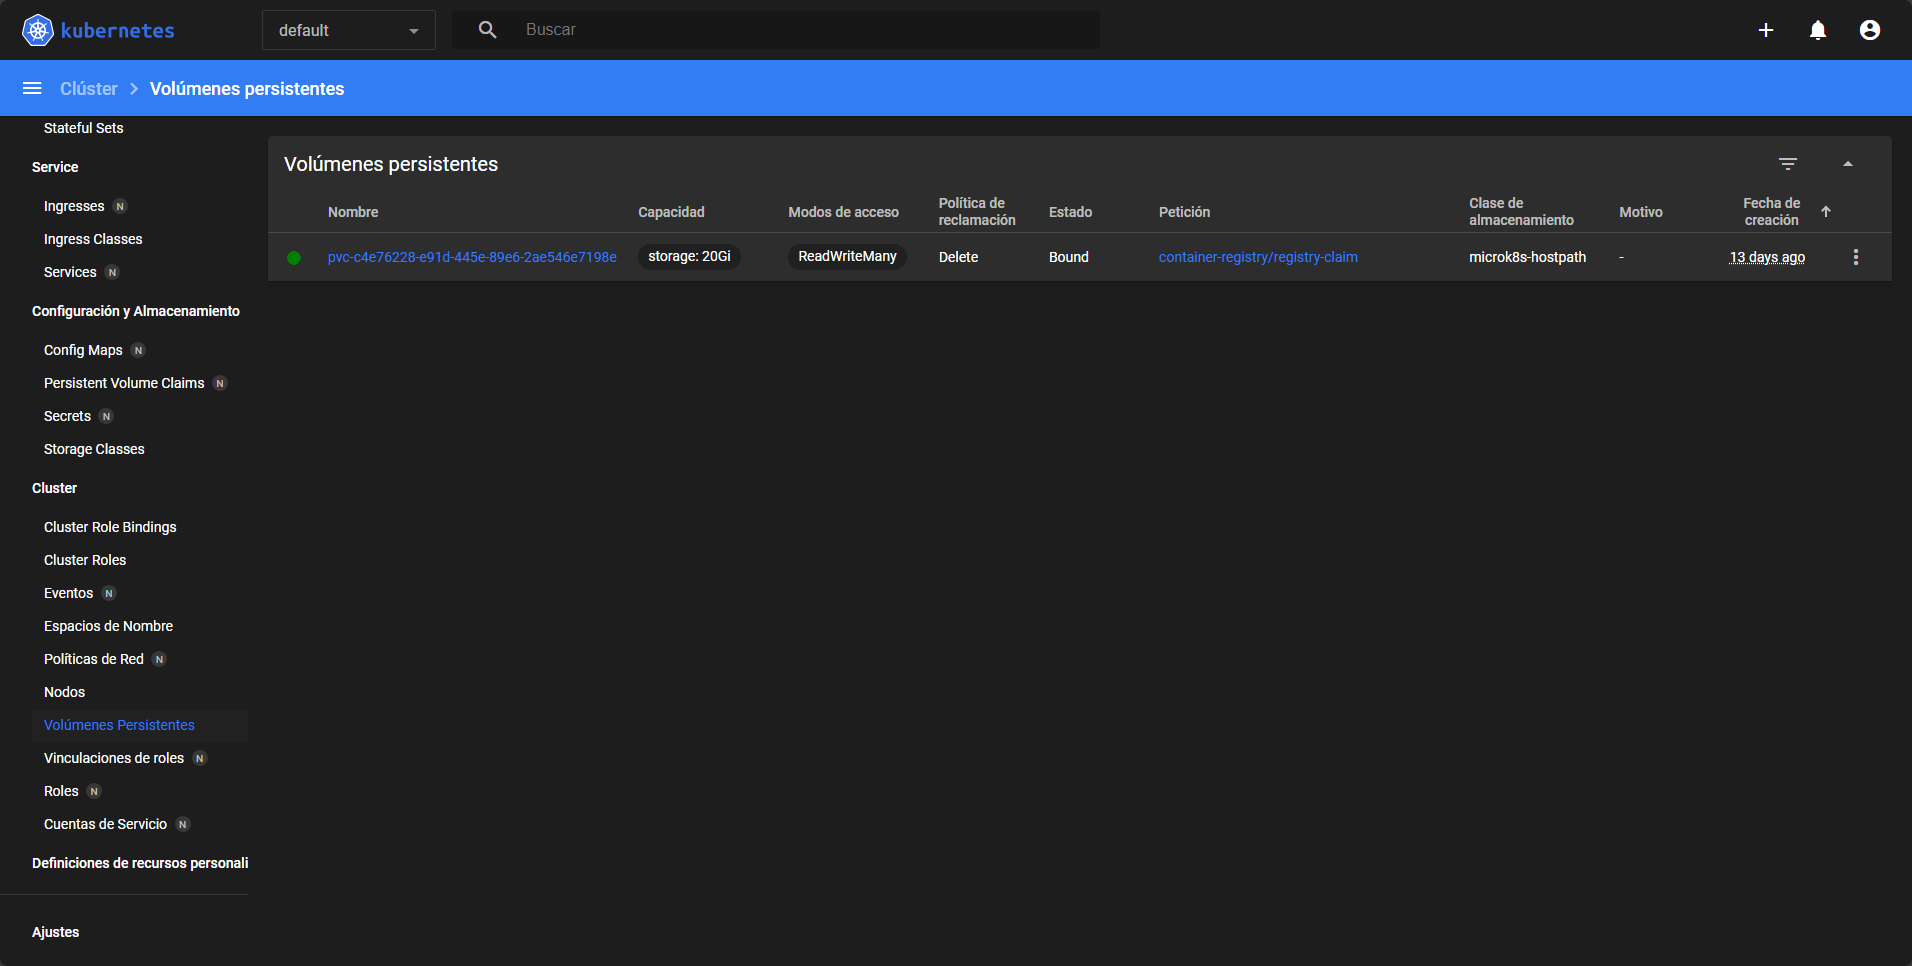 kubernetes
default
Buscar
Clúster
Volúmenes persistentes
Stateful Sets
Service
Ingresses N
Ingress Classes
Services N
Configuración y Almacenamiento
Config Maps N
Persistent Volume Claims N
Secrets N
Storage Classes
Cluster
Cluster Role Bindings
Cluster Roles
Eventos N
Espacios de Nombre
Políticas de Red N
Nodos
Volúmenes Persistentes
Vinculaciones de roles N
Roles N
Cuentas de Servicio N
Definiciones de recursos personali
Ajustes
Volúmenes persistentes
Nombre
Capacidad
Modos de acceso
Política de
reclamación
Estado
Petición
Clase de
almacenamiento
Motivo
Fecha de
creación
pvc-c4e76228-e91d-445e-89e6-2ae546e7198e
storage: 20Gi
ReadWriteMany
Delete
Bound
container-registry/registry-claim
microk8s-hostpath
-
13 days ago